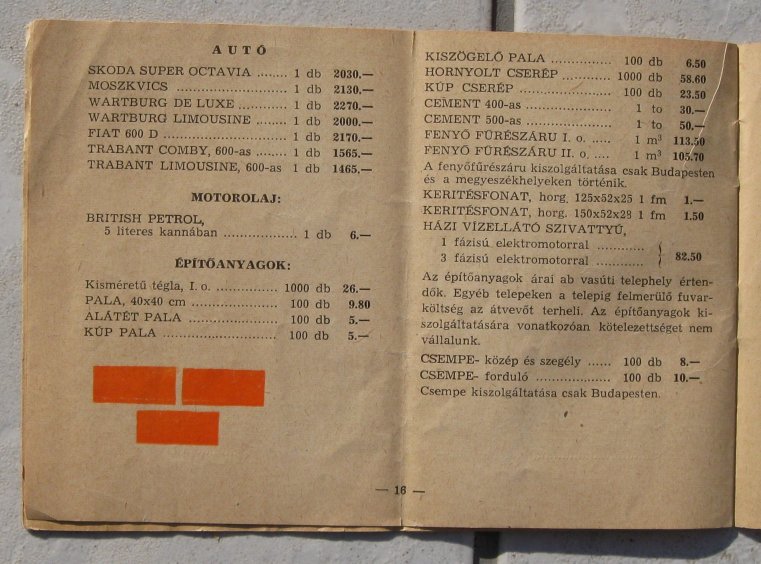 AUTÓ
SKODA SUPER OCTAVIA ........ 1 db 2030.—
MOSZKVICS ............................ 1 db 2130.—
WARTBURG DE LUXE ............ 1 db 2270.—
WARTBURG LIMOUSINE ........ 1 db 2000.—
FIAT 600 D ............................. 1 db 2170.—
TRABANT COMBY, 600-as ........ 1 db 1565.—
TRABANT LIMOUSINE, 600-as 1 db 1465.—
MOTOROLAJ:
BRITISH PETROL,
5 literes kannában .................. 1 db 6.—
ÉPÍTŐANYAGOK:
Kisméretű tégla, I. o. ................ 1000 db 26.—
PALA, 40x40 cm ..................... 100 db 9.80
ALÁTÉT PALA ....................... 100 db 5.—
KÚP PALA ............................ 100 db 5.—
KISZÖGELŐ PALA ............... 100 db 6.50
HORNYOLT CSERÉP ............ 1000 db 58.60
KÚP CSERÉP ........................ 100 db 23.50
CEMENT 400-as ..................... 1 to 30.—
CEMENT 500-as ..................... 1 to 50.—
FENYŐ FŰRÉSZÁRU I. o. ..... 1 m³ 113.50
FENYŐ FŰRÉSZÁRU II. o. .... 1 m³ 105.70
A fenyőfűrészáru kiszolgáltatása csak Budapesten
és a megyeszékhelyeken történik.
KERITÉSFONAT, horg. 125x52x25 1 fm 1.—
KERITÉSFONAT, horg. 150x52x28 1 fm 1.50
HÁZI VÍZELLÁTÓ SZIVATTYÚ,
1 fázisú elektromotorral ............
3 fázisú elektromotorral ............ 82.50
Az építőanyagok árai ab vasúti telephely érten-
dők. Egyéb telepeken a telepig felmerülő fuvar-
költség az átvevőt terheli. Az építőanyagok ki-
szolgáltatására vonatkozóan kötelezettséget nem
vállalunk.
CSEMPE- közép és szegély ...... 100 db 8.—
CSEMPE- forduló ................... 100 db 10.—
Csempe kiszolgáltatása csak Budapesten.
— 16 —